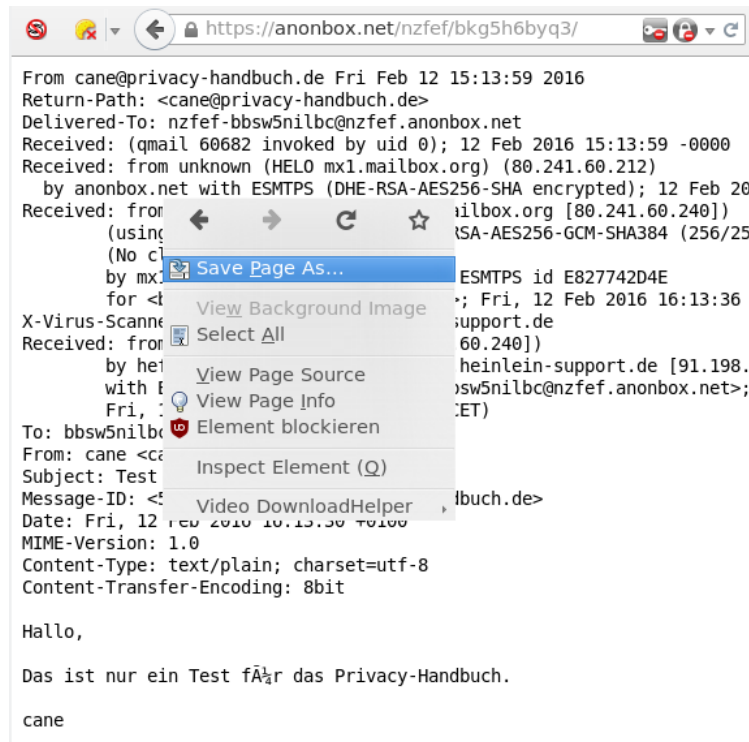 https://anonbox.net/nzfef/bkg5h6byq3/
From cane@privacy-handbuch.de Fri Feb 12 15:13:59 2016
Return-Path: <cane@privacy-handbuch.de>
Delivered-To: nzfef-bbsw5nilbc@nzfef.anonbox.net
Received: (qmail 60682 invoked by uid 0); 12 Feb 2016 15:13:59 -0000
Received: from unknown (HELO mx1.mailbox.org) (80.241.60.212)
by anonbox.net with ESMTPS (DHE-RSA-AES256-SHA encrypted); 12 Feb 20
Received: from ailbox.org [80.241.60.240])
(using RSA-AES256-GCM-SHA384 (256/25
(No cl
by mx1 ESMTPS id E827742D4E
for <b >; Fri, 12 Feb 2016 16:13:36
X-Virus-Scanne support.de
Received: from 60.240])
by hef heinlein-support.de [91.198.
with E bsw5nilbc@nzfef.anonbox.net>;
Fri, 1 CET)
To: bbsw5nilbc
From: cane <ca
Subject: Test
Message-ID: <5 dbuch.de>
Date: Fri, 12 Feb 2016 16:13:30 +0100
MIME-Version: 1.0
Content-Type: text/plain; charset=utf-8
Content-Transfer-Encoding: 8bit
Hallo,
Das ist nur ein Test fÃ¼r das Privacy-Handbuch.
cane
Save Page As...
View Background Image
Select All
View Page Source
View Page Info
Element blockieren
Inspect Element (Q)
Video DownloadHelper